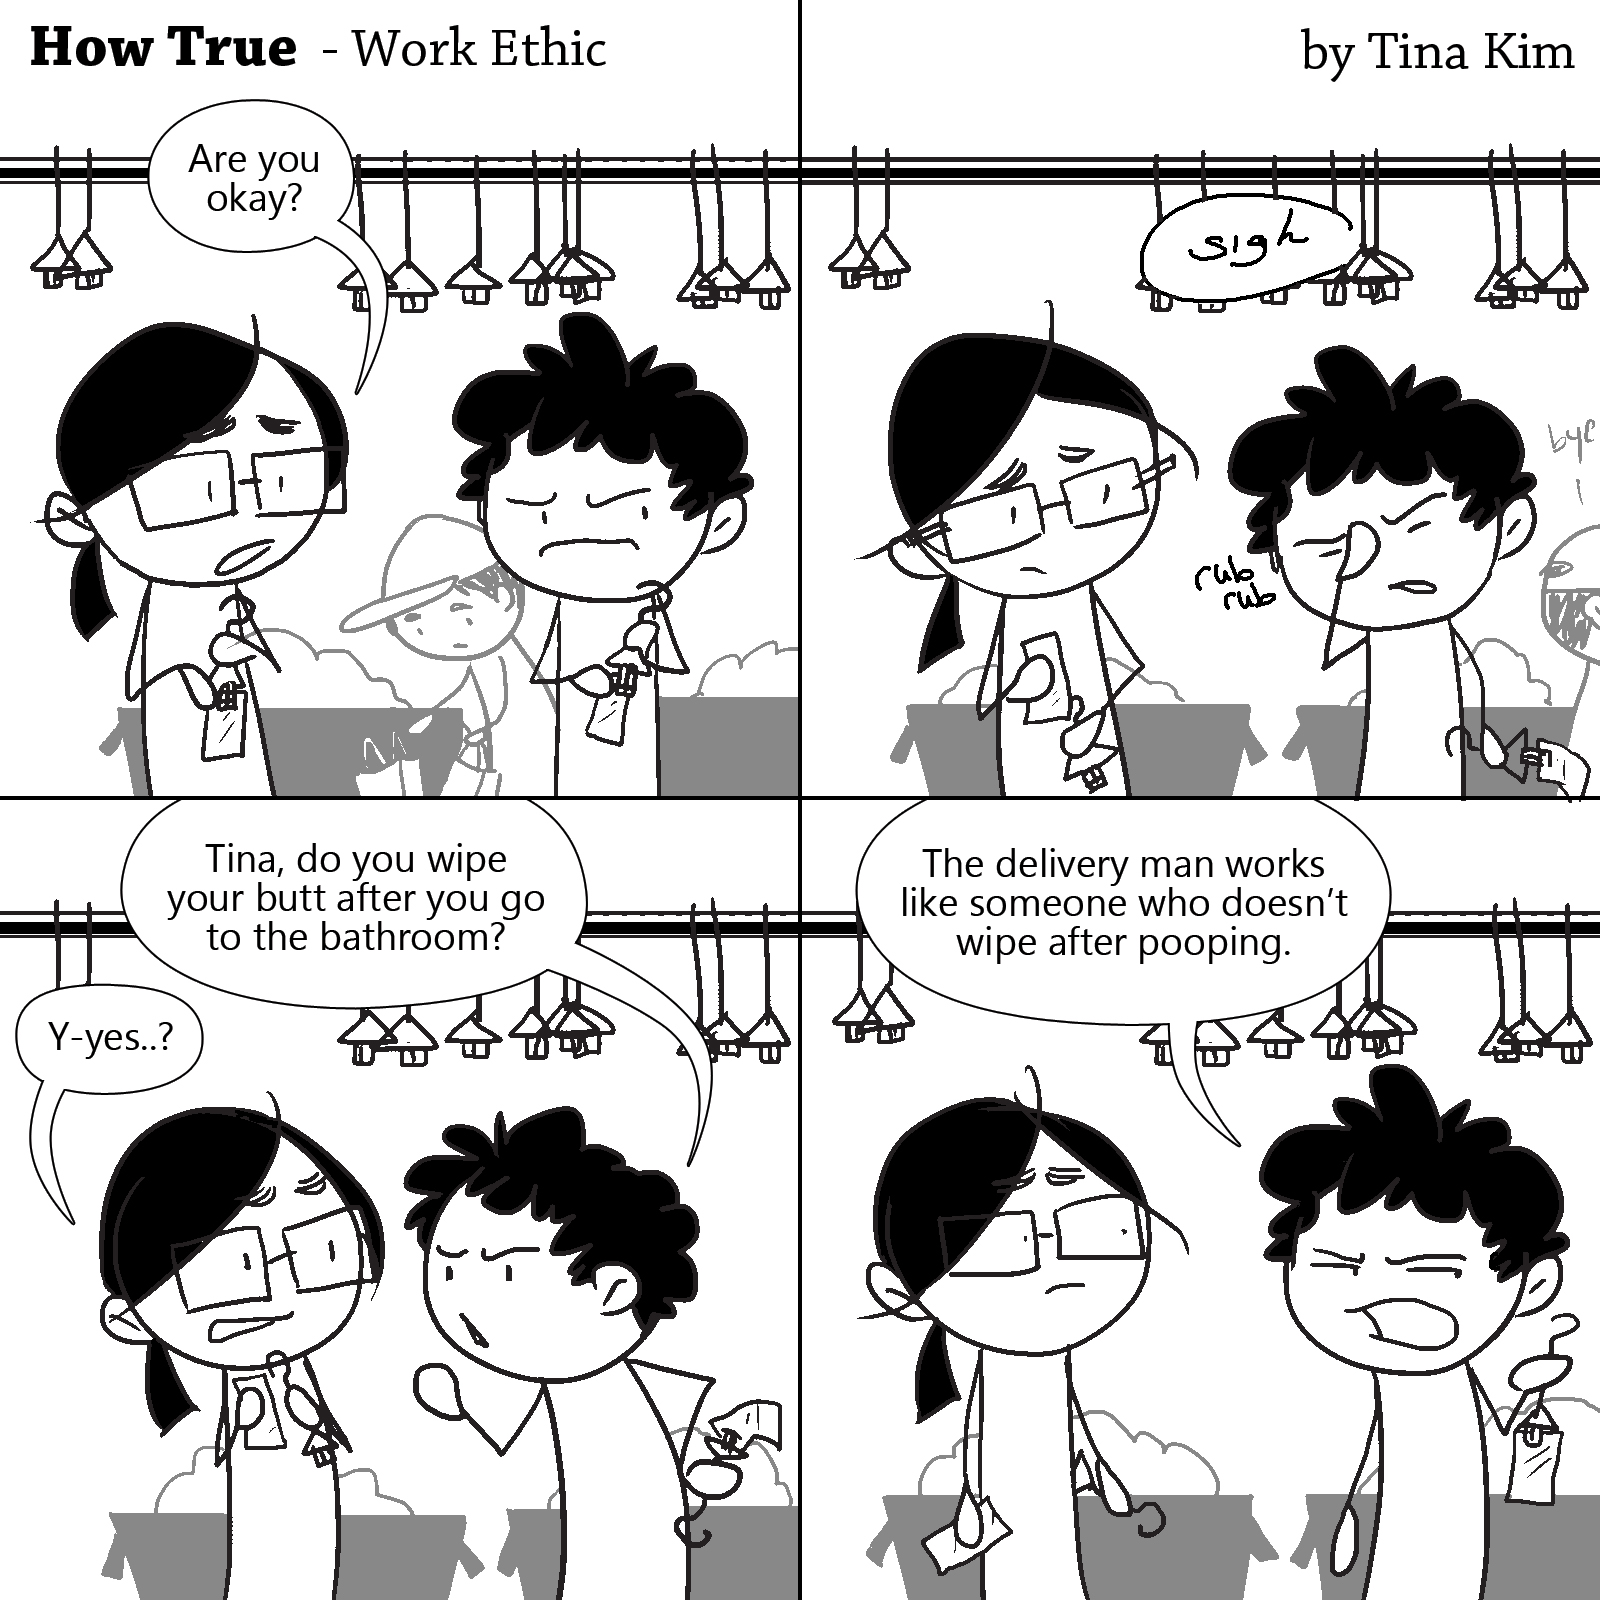 How True - Work Ethic
by Tina Kim
Are you
okay?
sigh
rub
rub
bye
Tina, do you wipe
your butt after you go
to the bathroom?
Y-yes..?
The delivery man works
like someone who doesn't
wipe after pooping.